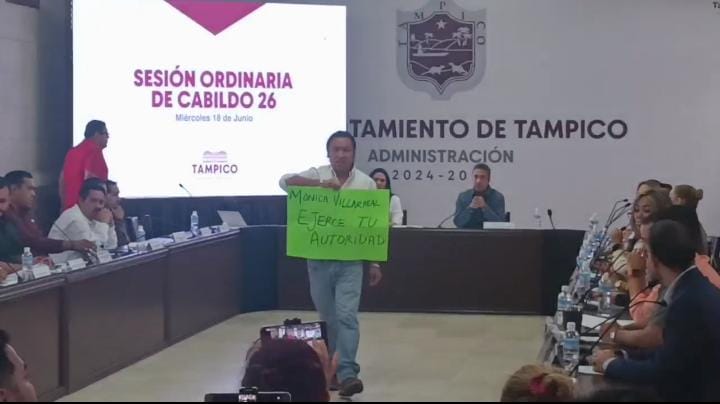 SESIÓN ORDINARIA
DE CABILDO 26
Miércoles 18 de Junio
TAMPICO
TAMPICO
TAMIENTO DE TAMPICO
ADMINISTRACIÓN
2024-20
MONICA VILLARREAL
EJERCE TU
AUTORIDAD